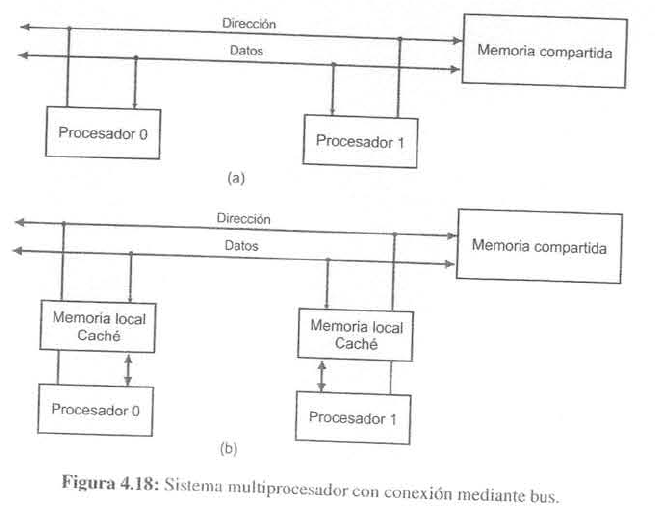 Dirección
Datos
Memoria compartida
Procesador 0
Procesador 1
(a)
Dirección
Datos
Memoria compartida
Memoria local
Caché
Memoria local
Caché
Procesador 0
Procesador 1
(b)
Figura 4.18: Sistema multiprocesador con conexión mediante bus.